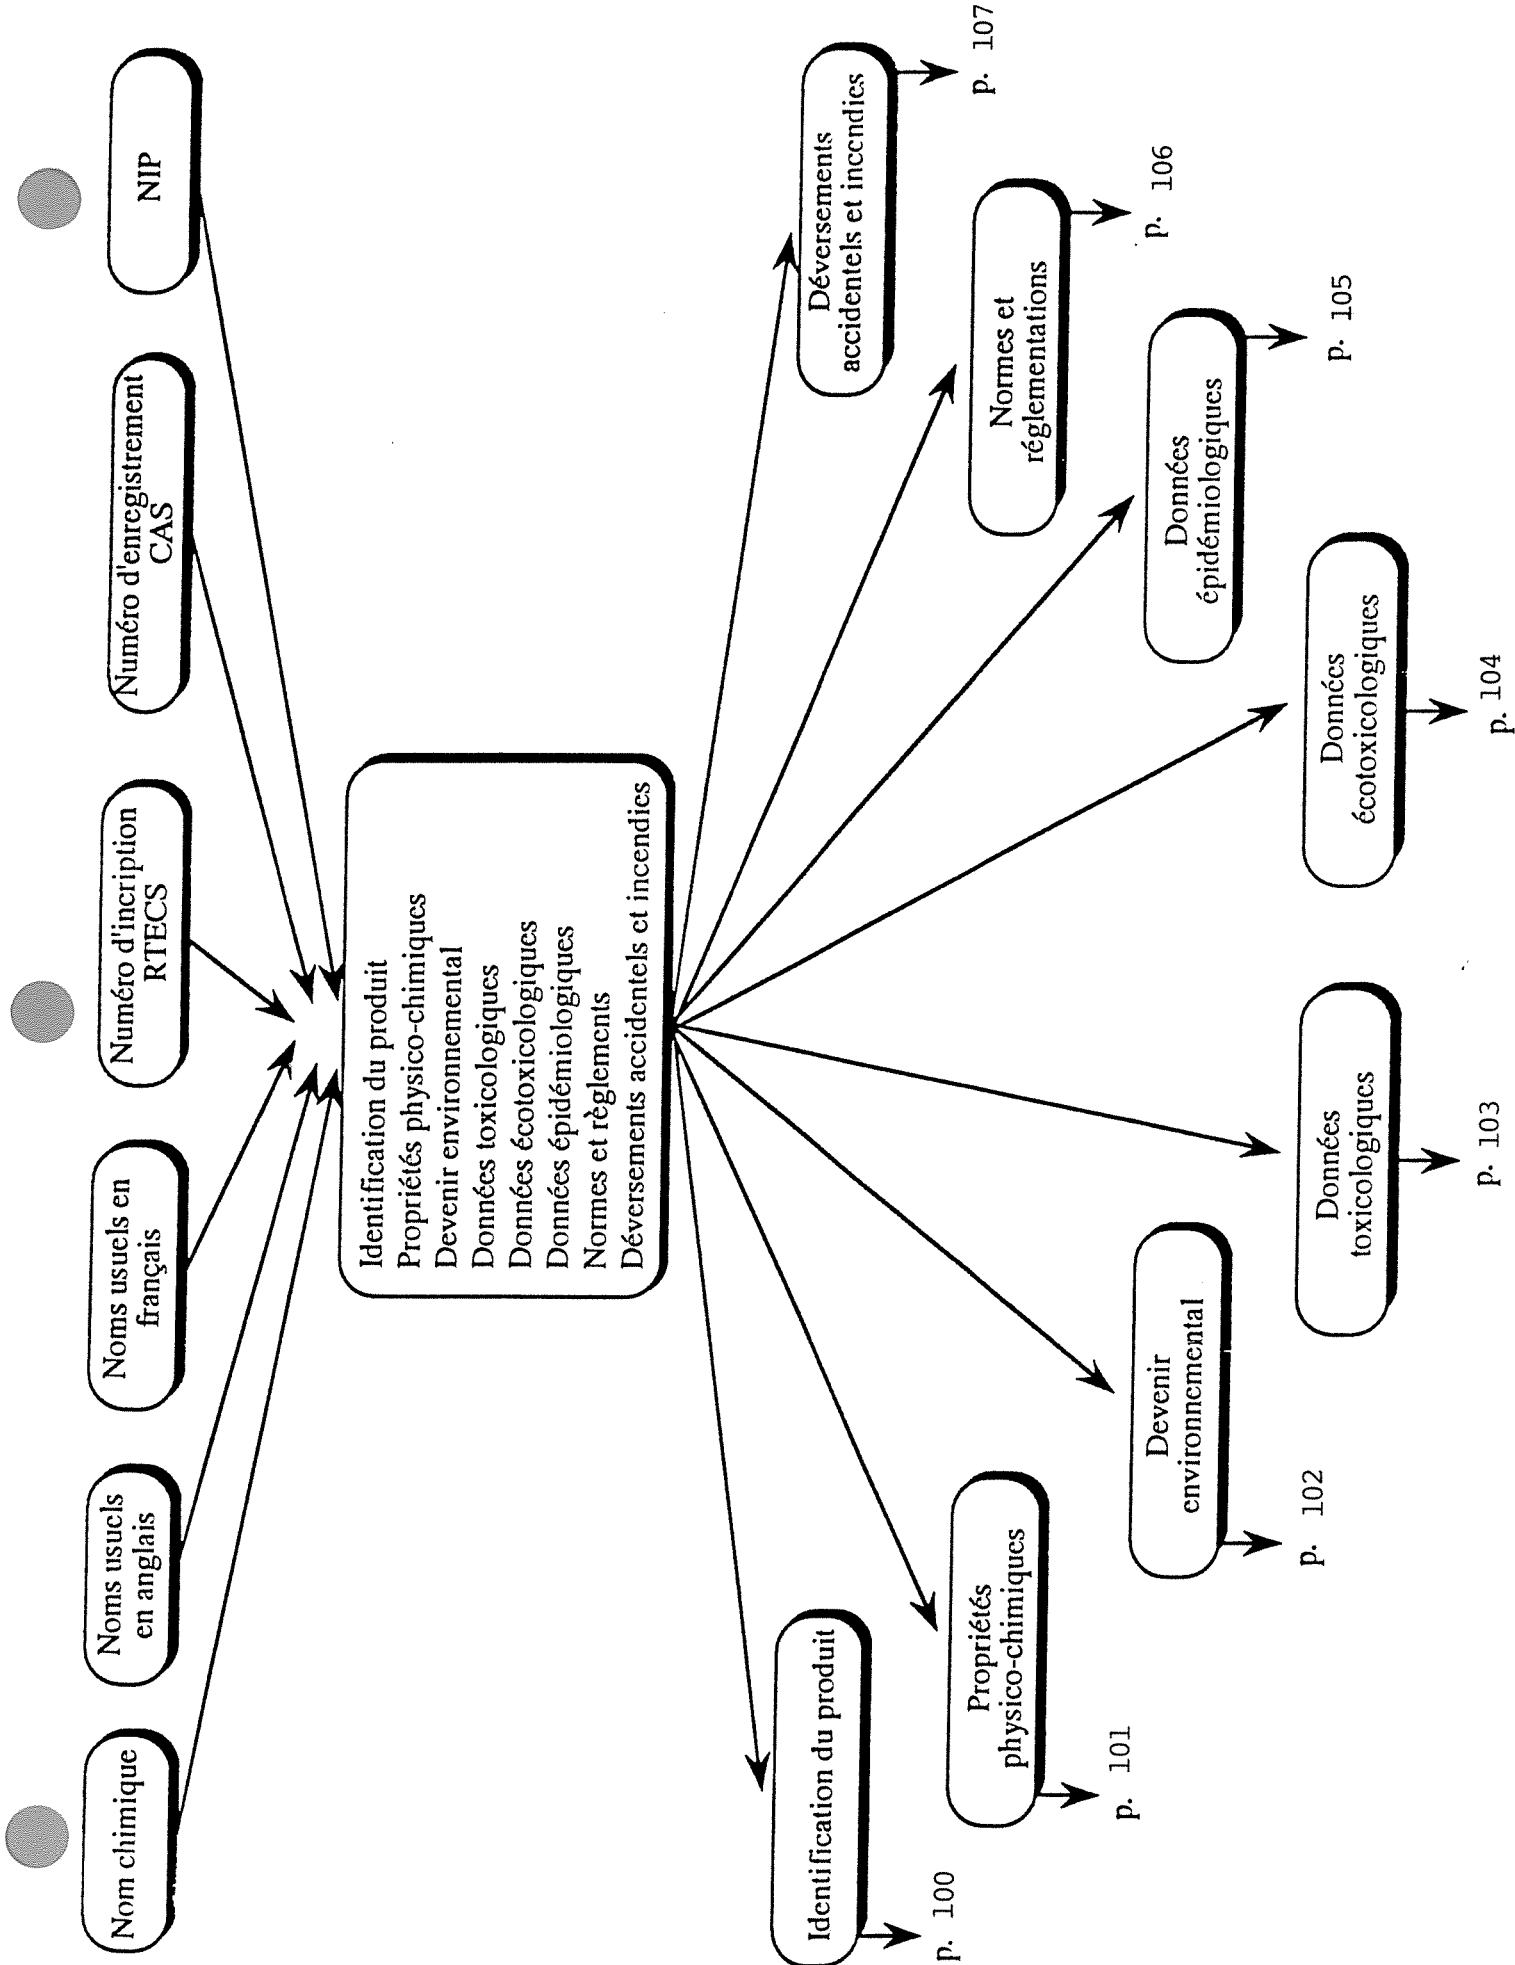 Nom chimique
Noms usuels
en anglais
Noms usuels en
français
Numéro d'incription
RTECS
Numéro d'enregistrement
CAS
NIP
Identification du produit
Propriétés physico-chimiques
Devenir environnemental
Données toxicologiques
Données écotoxicologiques
Données épidémiologiques
Normes et règlements
Déversements accidentels et incendies
Identification du produit
p. 100
Propriétés
physico-chimiques
p. 101
Devenir
environnemental
p. 102
Données
toxicologiques
p. 103
Données
écotoxicologiques
p. 104
Données
épidémiologiques
p. 105
Normes et
réglementations
p. 106
Déversements
accidentels et incendies
p. 107